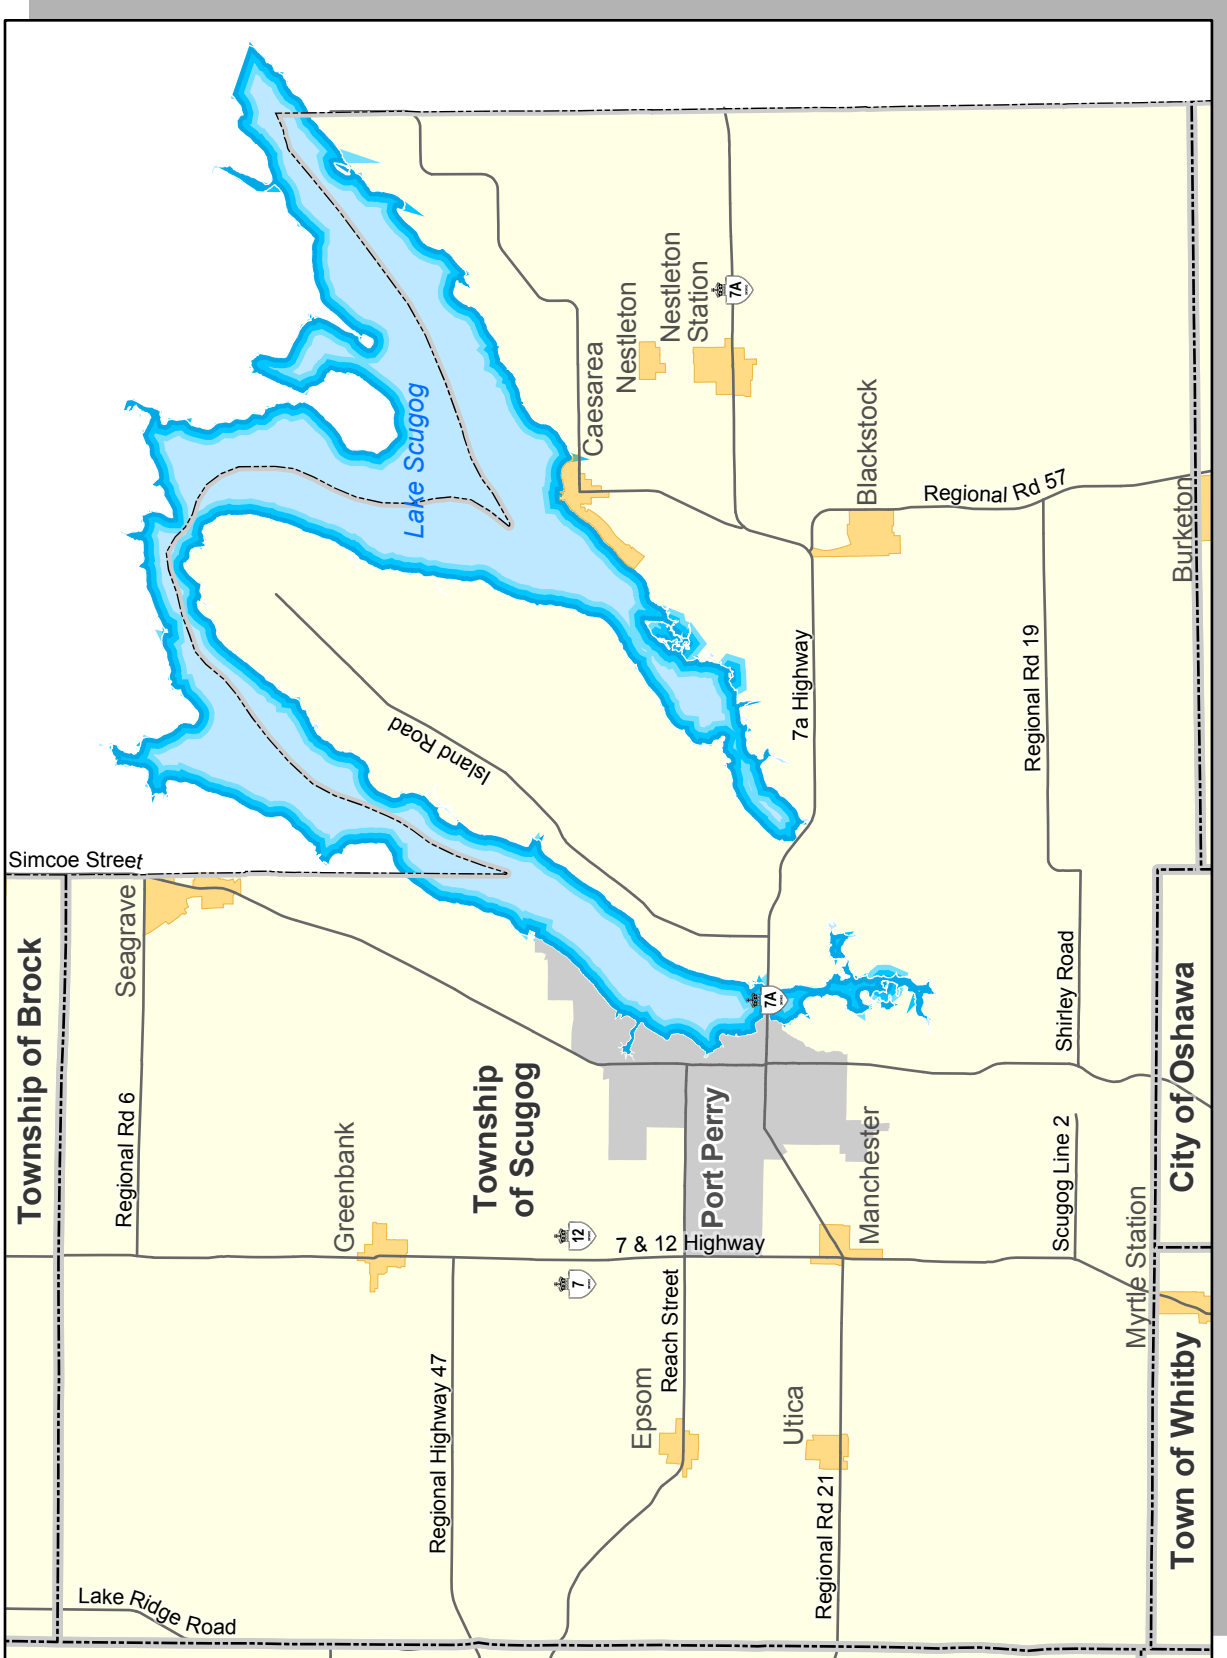 Lake Scugog
Nestleton
Nestleton
Station
7A
Caesarea
Blackstock
Regional Rd 57
Burketon
Island Road
7a Highway
Regional Rd 19
Simcoe Street
Seagrave
Township of Brock
Regional Rd 6
Greenbank
Township
of Scugog
7A
Port Perry
Manchester
Shirley Road
Scugog Line 2
City of Oshawa
Myrtle Station
12
7
7 & 12 Highway
Reach Street
Epsom
Utica
Regional Highway 47
Regional Rd 21
Town of Whitby
Lake Ridge Road